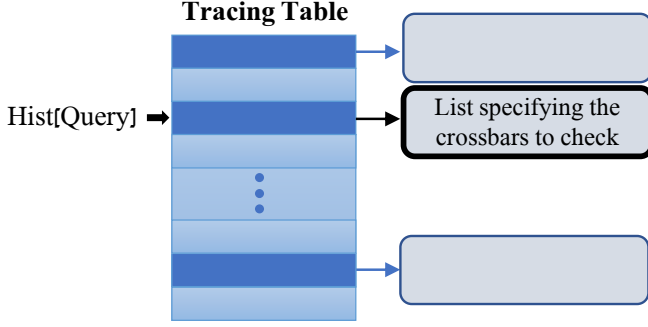 Tracing Table
Hist[Query]
List specifying the
crossbars to check